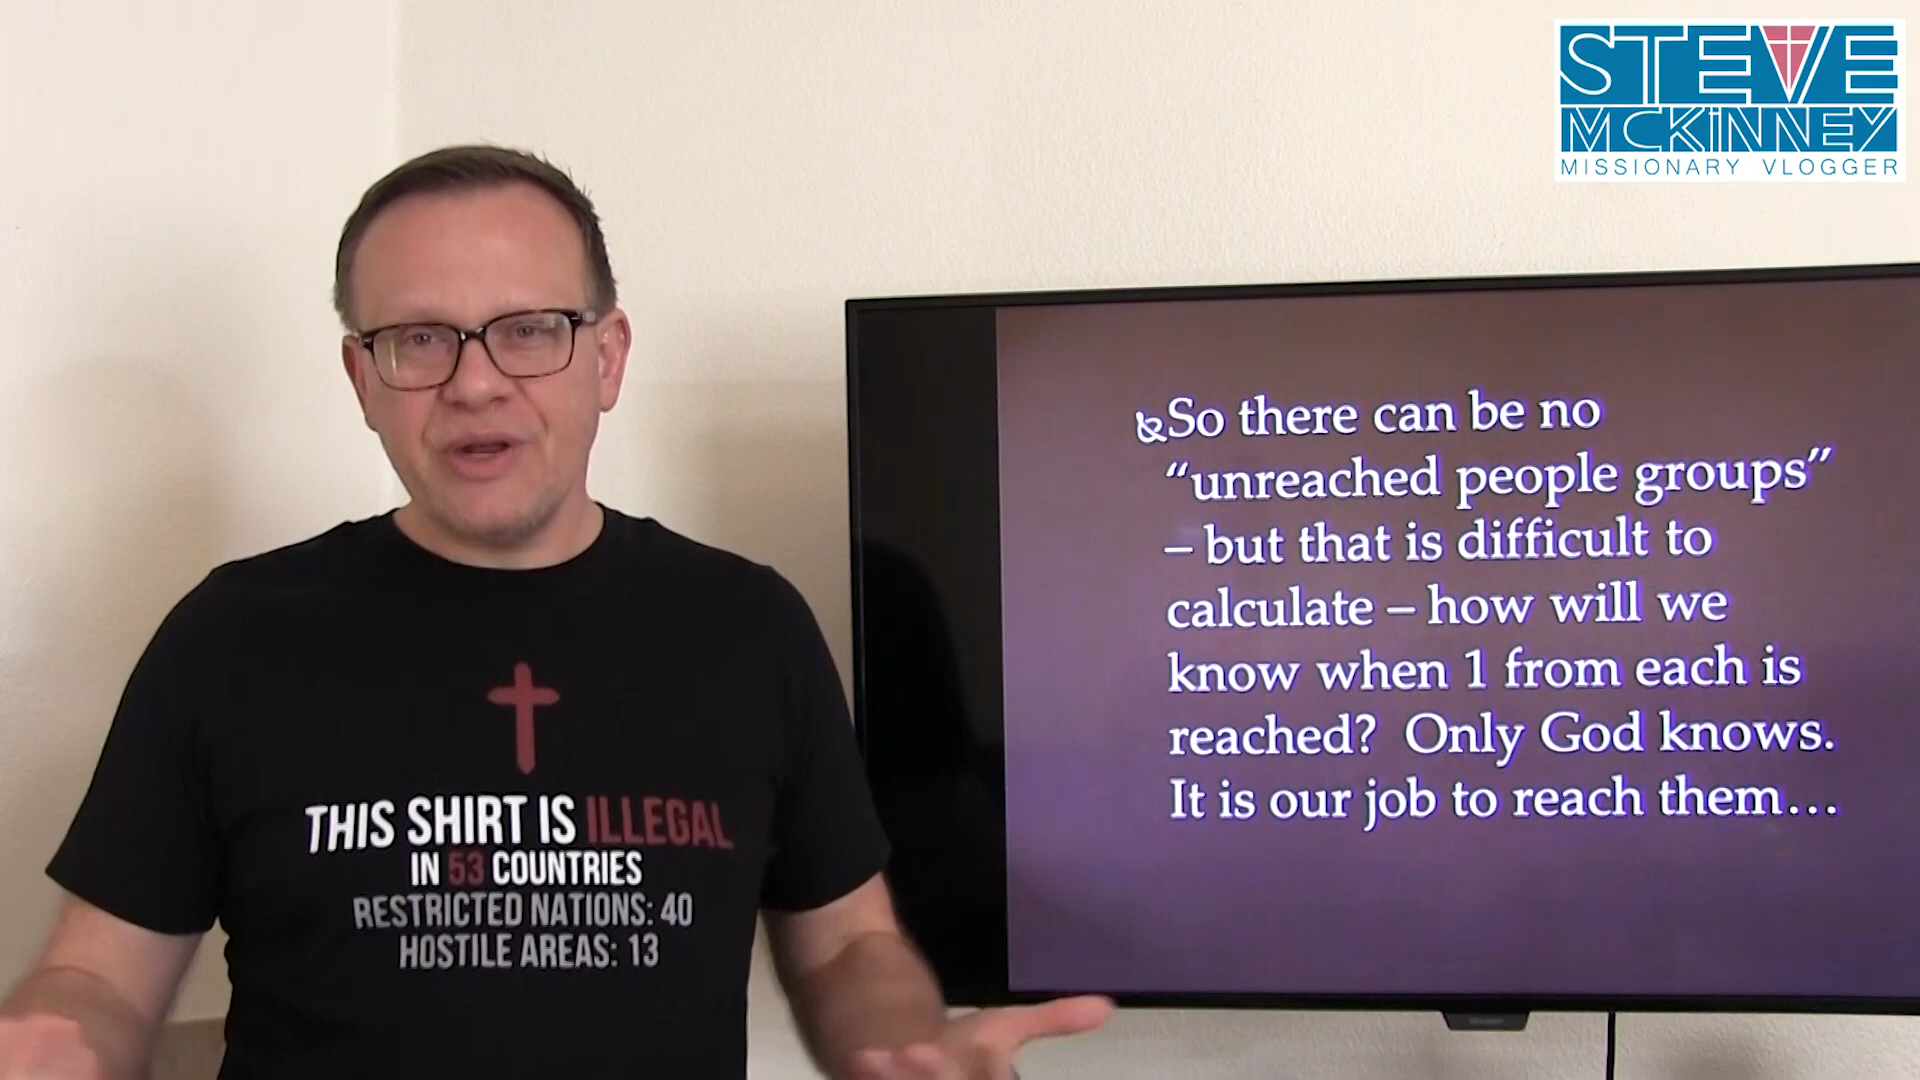 STEVE
MCKINNEY
MISSIONARY VLOGGER
So there can be no
“unreached people groups”
– but that is difficult to
calculate – how will we
know when 1 from each is
reached?  Only God knows.
It is our job to reach them…
THIS SHIRT IS ILLEGAL
IN 53 COUNTRIES
RESTRICTED NATIONS: 40
HOSTILE AREAS: 13